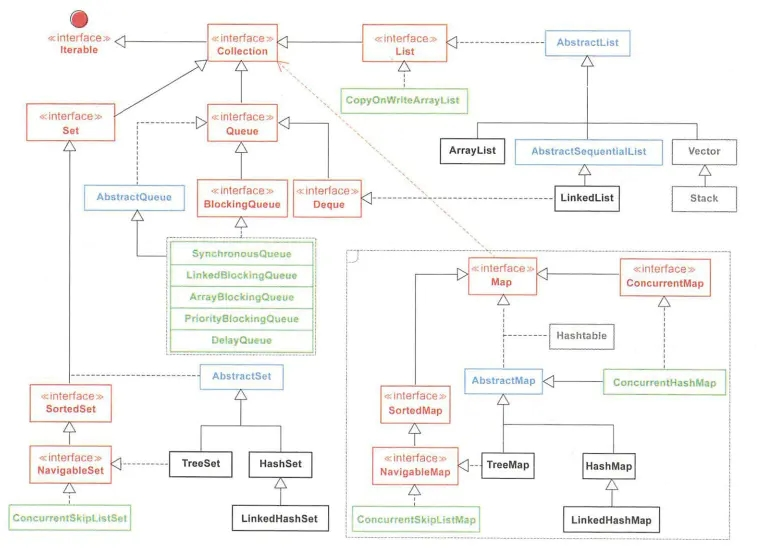 ≪interface≫
Iterable
≪interface≫
Collection
≪interface≫
List
AbstractList
CopyOnWriteArrayList
≪interface≫
Set
≪interface≫
Queue
ArrayList
AbstractSequentialList
Vector
AbstractQueue
≪interface≫
BlockingQueue
≪interface≫
Deque
LinkedList
Stack
SynchronousQueue
LinkedBlockingQueue
ArrayBlockingQueue
PriorityBlockingQueue
DelayQueue
≪interface≫
Map
≪interface≫
ConcurrentMap
Hashtable
AbstractSet
AbstractMap
ConcurrentHashMap
≪interface≫
SortedSet
≪interface≫
SortedMap
≪interface≫
NavigableSet
TreeSet
HashSet
≪interface≫
NavigableMap
TreeMap
HashMap
ConcurrentSkipListSet
LinkedHashSet
ConcurrentSkipListMap
LinkedHashMap